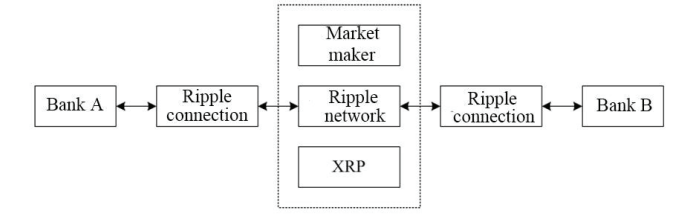 Market
maker
Bank A
Ripple
connection
Ripple
network
Ripple
connection
Bank B
XRP